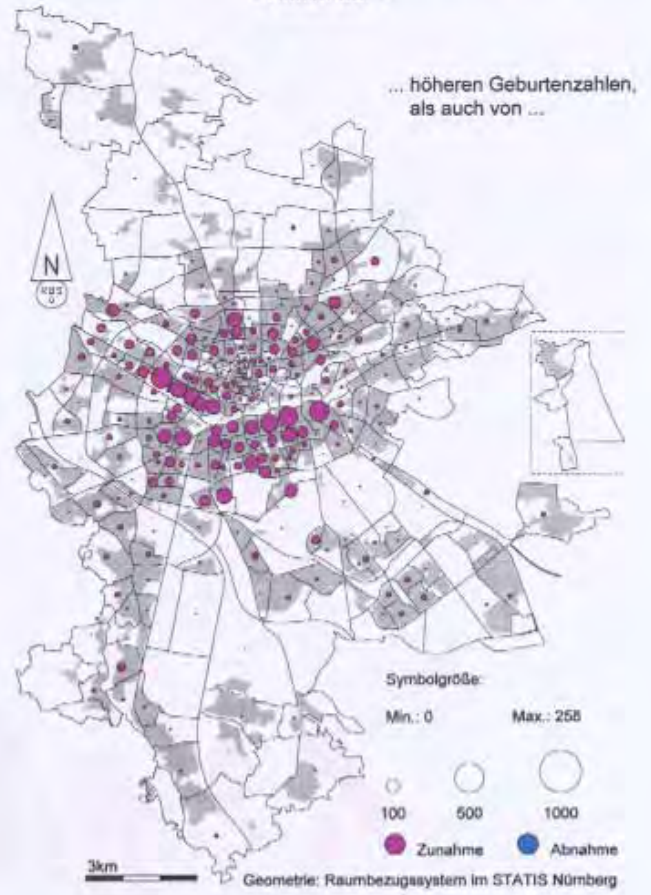 ... höheren Geburtenzahlen,
als auch von ...
N
RBS
Symbolgröße:
Min.: 0 Max.: 258
100 500 1000
Zunahme Abnahme
3km
Geometrie: Raumbezugssystem im STATIS Nürnberg